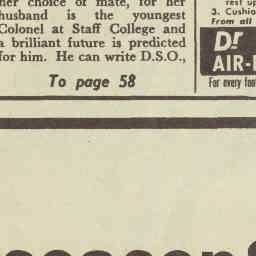 her choice of mate, for her
husband is the youngest
Colonel at Staff College and
a brilliant future is predicted
for him. He can write D.S.O.,
To page 58
rest up
3. Cushio
From all
Dr
AIR-
For every foot